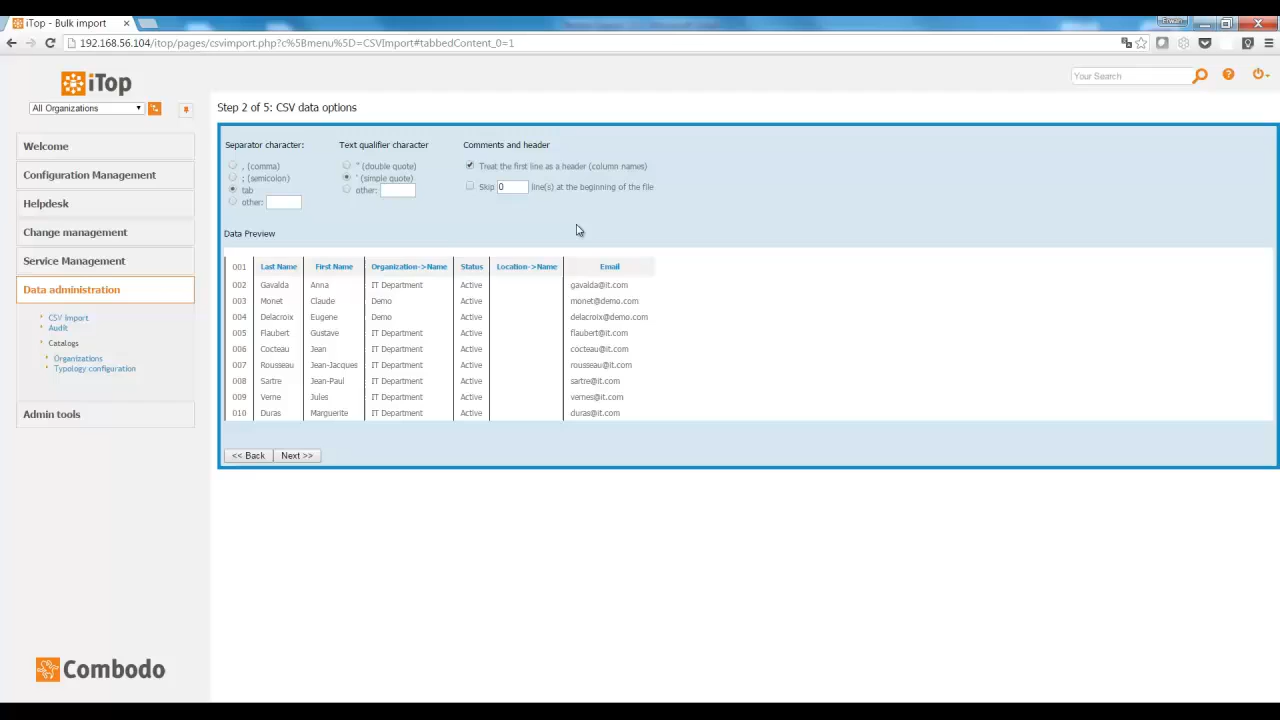 iTop - Bulk import
Erwan
192.168.56.104/itop/pages/csvimport.php?c%5Bmenu%5D=CSVImport#tabbedContent_0=1
iTop
Your Search
All Organizations
Step 2 of 5: CSV data options
Welcome
Configuration Management
Helpdesk
Change management
Service Management
Data administration
CSV import
Audit
Catalogs
Organizations
Typology configuration
Admin tools
Combodo
Separator character: Text qualifier character Comments and header
, (comma) " (double quote) Treat the first line as a header (column names)
; (semicolon) ' (simple quote)
tab other: Skip 0 line(s) at the beginning of the file
other:
Data Preview
001 Last Name First Name Organization->Name Status Location->Name Email
002 Gavalda Anna IT Department Active gavalda@it.com
003 Monet Claude Demo Active monet@demo.com
004 Delacroix Eugene Demo Active delacroix@demo.com
005 Flaubert Gustave IT Department Active flaubert@it.com
006 Cocteau Jean IT Department Active cocteau@it.com
007 Rousseau Jean-Jacques IT Department Active rousseau@it.com
008 Sartre Jean-Paul IT Department Active sartre@it.com
009 Verne Jules IT Department Active vernes@it.com
010 Duras Marguerite IT Department Active duras@it.com
<< Back Next >>